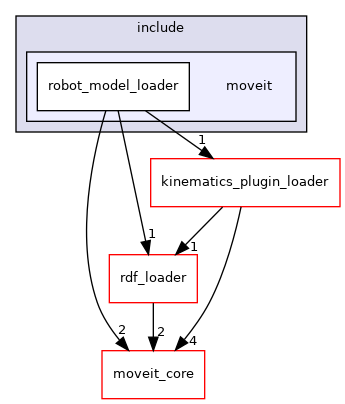 include
robot_model_loader moveit
1
kinematics_plugin_loader
1 1
rdf_loader
2 2 4
moveit_core